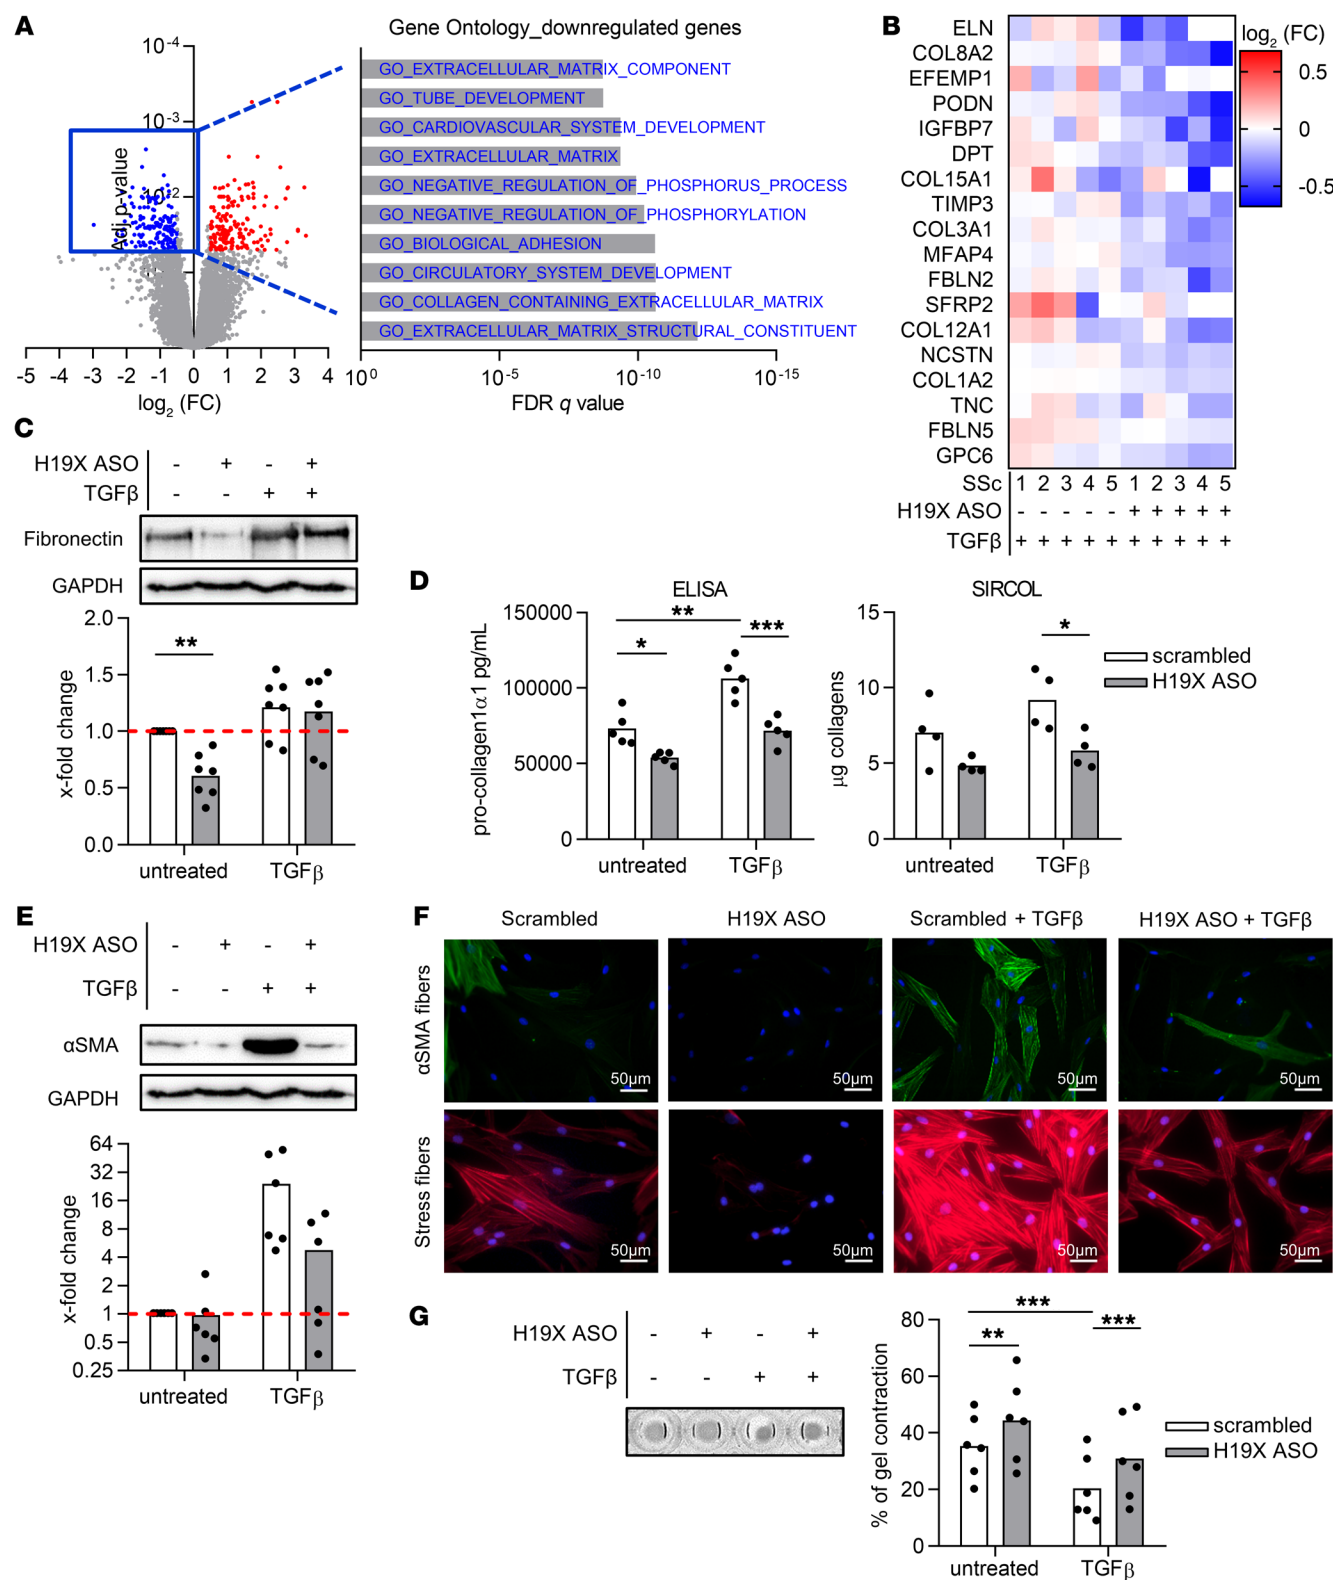 A
Gene Ontology_downregulated genes
10-4
10-3
10-2
Adj. p-value
-5 -4 -3 -2 -1 0 1 2 3 4
log2 (FC)
GO_EXTRACELLULAR_MATRIX_COMPONENT
GO_TUBE_DEVELOPMENT
GO_CARDIOVASCULAR_SYSTEM_DEVELOPMENT
GO_EXTRACELLULAR_MATRIX
GO_NEGATIVE_REGULATION_OF_PHOSPHORUS_PROCESS
GO_NEGATIVE_REGULATION_OF_PHOSPHORYLATION
GO_BIOLOGICAL_ADHESION
GO_CIRCULATORY_SYSTEM_DEVELOPMENT
GO_COLLAGEN_CONTAINING_EXTRACELLULAR_MATRIX
GO_EXTRACELLULAR_MATRIX_STRUCTURAL_CONSTITUENT
100 10-5 10-10 10-15
FDR q value
B
ELN
COL8A2
EFEMP1
PODN
IGFBP7
DPT
COL15A1
TIMP3
COL3A1
MFAP4
FBLN2
SFRP2
COL12A1
NCSTN
COL1A2
TNC
FBLN5
GPC6
SSc 1 2 3 4 5 1 2 3 4 5
H19X ASO - - - - - + + + + +
TGFβ + + + + + + + + + +
log2 (FC)
0.5
0
-0.5
C
H19X ASO - + - +
TGFβ - - + +
Fibronectin
GAPDH
2.0
1.5
1.0
0.5
0.0
x-fold change
**
untreated TGFβ
D
ELISA
150000
100000
50000
0
pro-collagen1α1 pg/mL
**
*
***
untreated TGFβ
SIRCOL
15
10
5
0
µg collagens
*
untreated TGFβ
scrambled
H19X ASO
E
H19X ASO - + - +
TGFβ - - + +
αSMA
GAPDH
64
32
16
8
4
2
1
0.5
0.25
x-fold change
untreated TGFβ
F
Scrambled H19X ASO Scrambled + TGFβ H19X ASO + TGFβ
αSMA fibers
50µm 50µm 50µm 50µm
Stress fibers
50µm 50µm 50µm 50µm
G
H19X ASO - + - +
TGFβ - - + +
80
60
40
20
0
% of gel contraction
***
**
***
untreated TGFβ
scrambled
H19X ASO